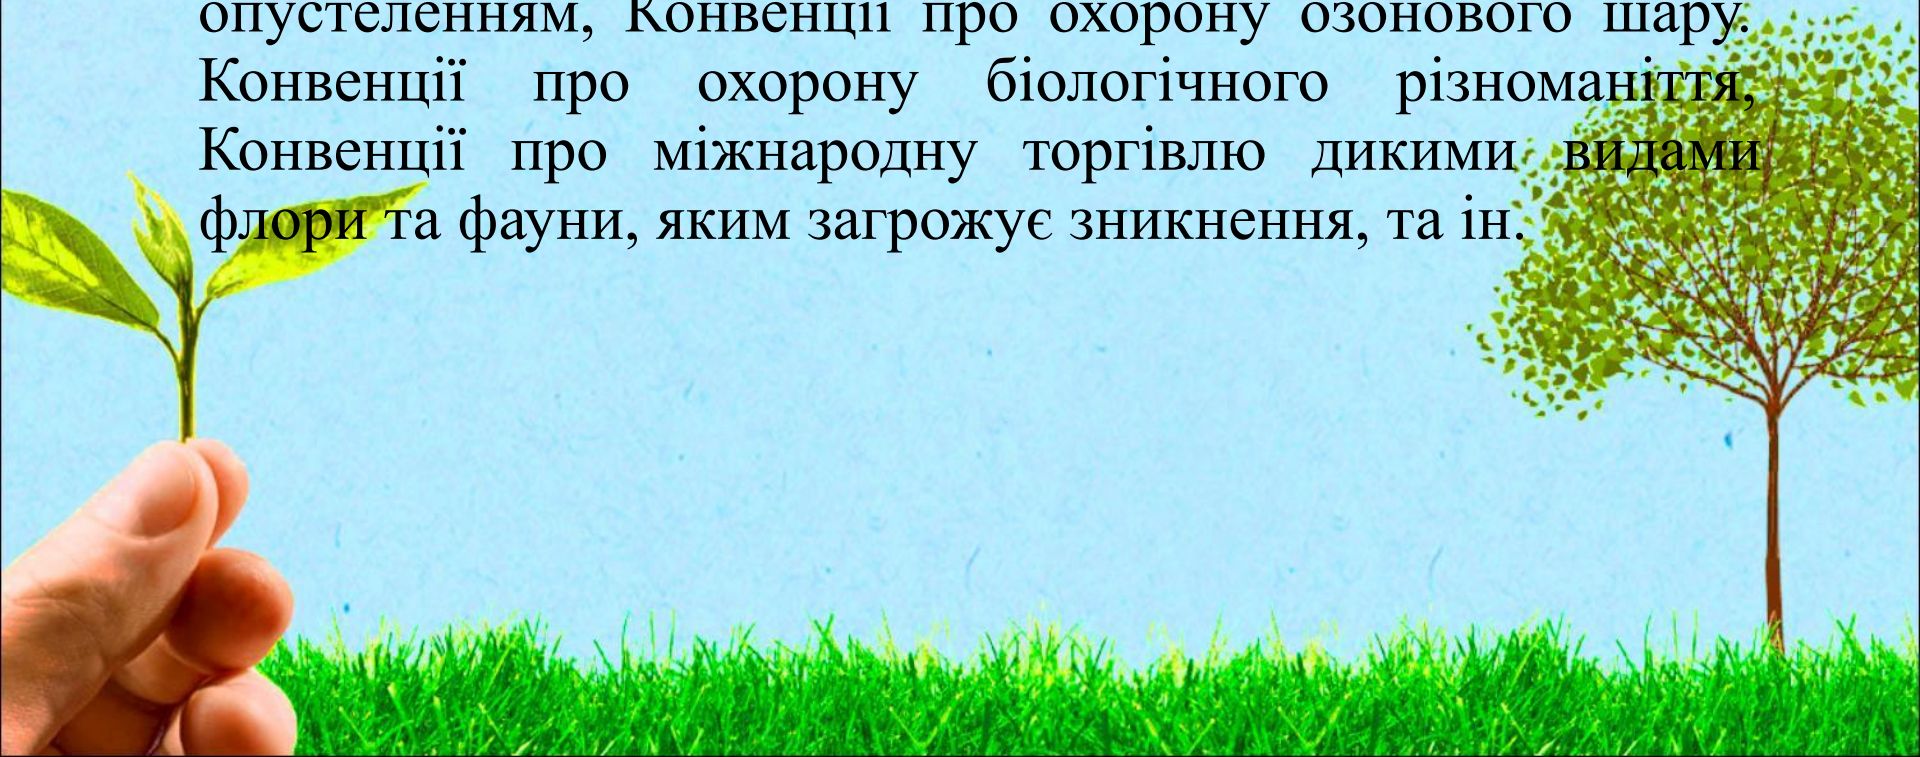 опустеленням, Конвенції про охорону озонового шару.
Конвенції про охорону біологічного різноманіття,
Конвенції про міжнародну торгівлю дикими видами
флори та фауни, яким загрожує зникнення, та ін.